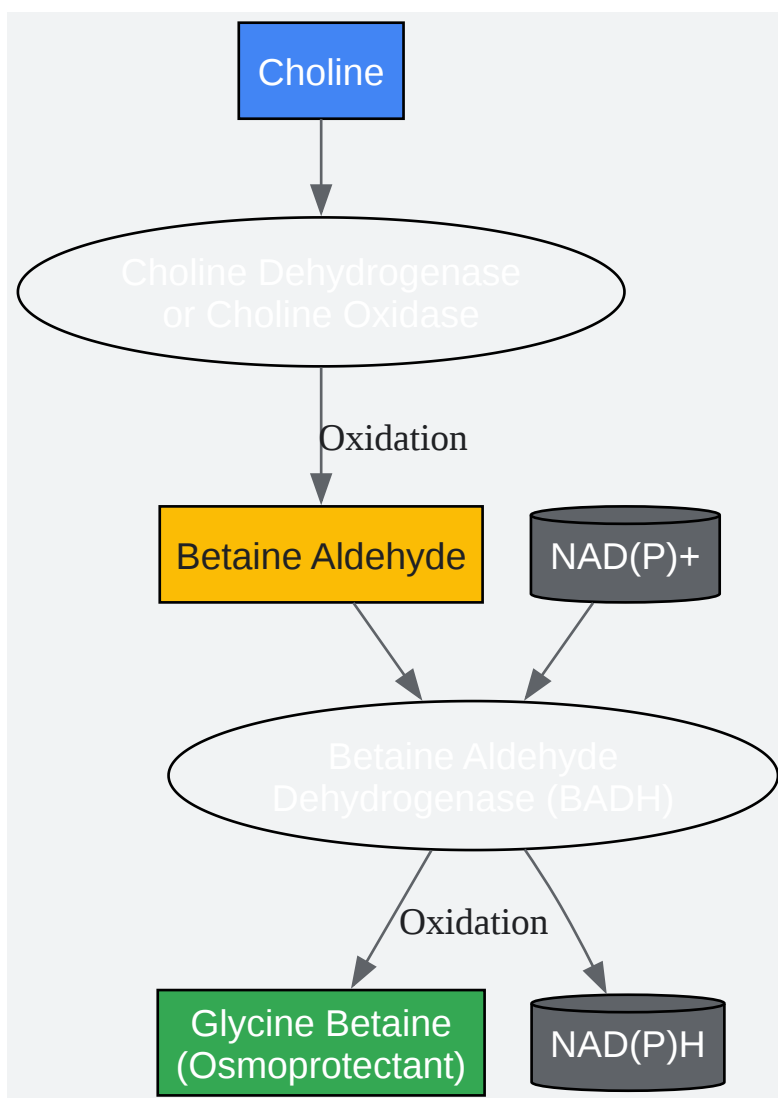 Choline
Choline Dehydrogenase
or Choline Oxidase
Oxidation
Betaine Aldehyde
NAD(P)+
Betaine Aldehyde
Dehydrogenase (BADH)
Oxidation
Glycine Betaine
(Osmoprotectant)
NAD(P)H